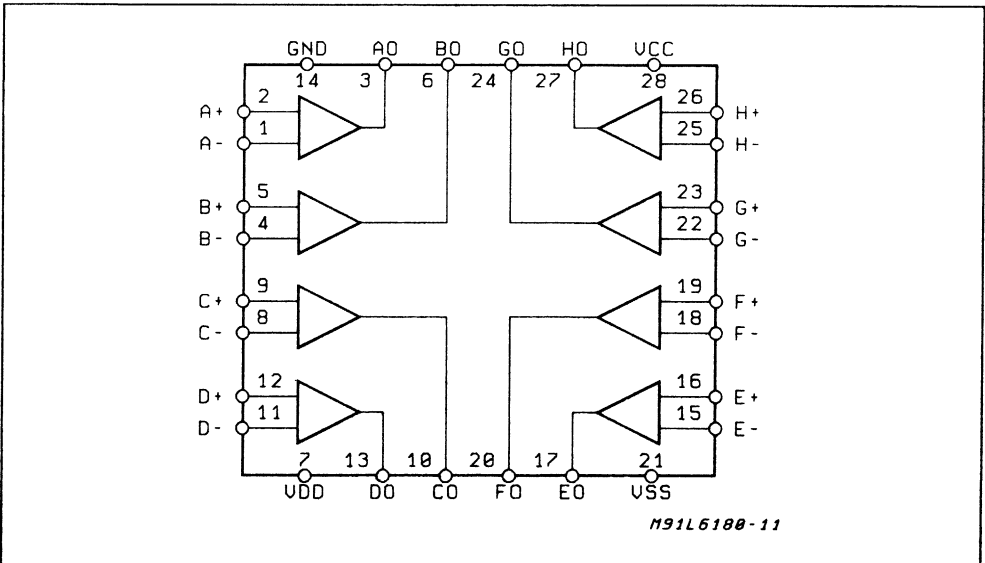 GND AO BO GO HO VCC
14 3 6 24 27 28
A+ 2 26 H+
A- 1 25 H-
B+ 5 23 G+
B- 4 22 G-
C+ 9 19 F+
C- 8 18 F-
D+ 12 16 E+
D- 11 15 E-
7 13 10 20 17 21
VDD DO CO FO EO VSS
M91L6180-11